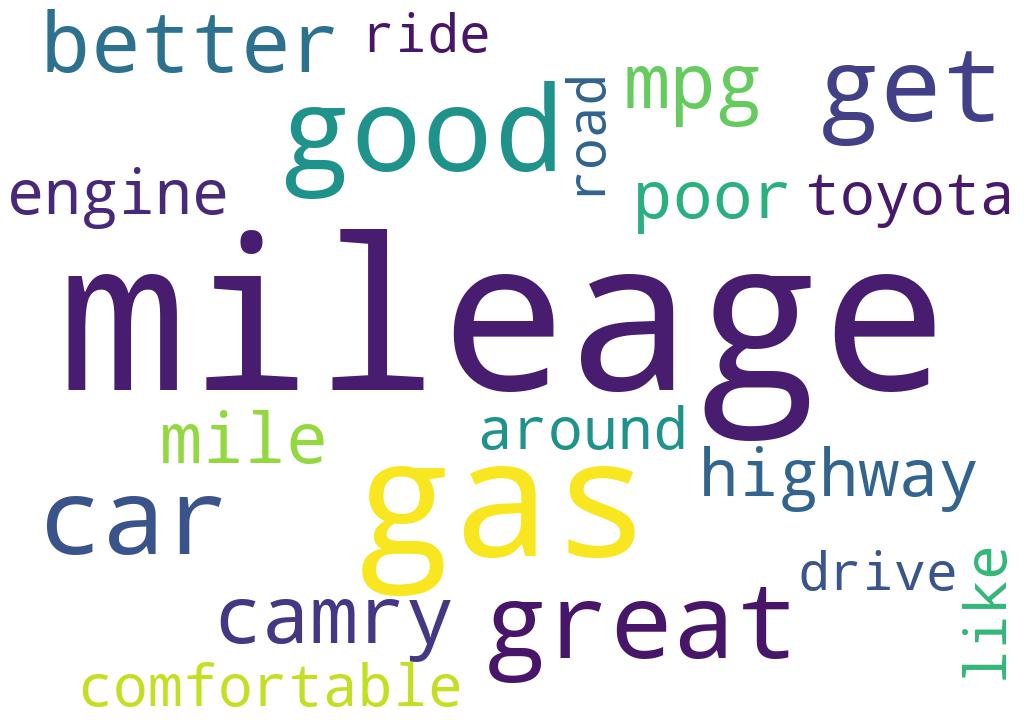 better
ride
good
road
mpg
get
engine
poor
toyota
mileage
mile
around
highway
car
gas
drive
like
camry
great
comfortable